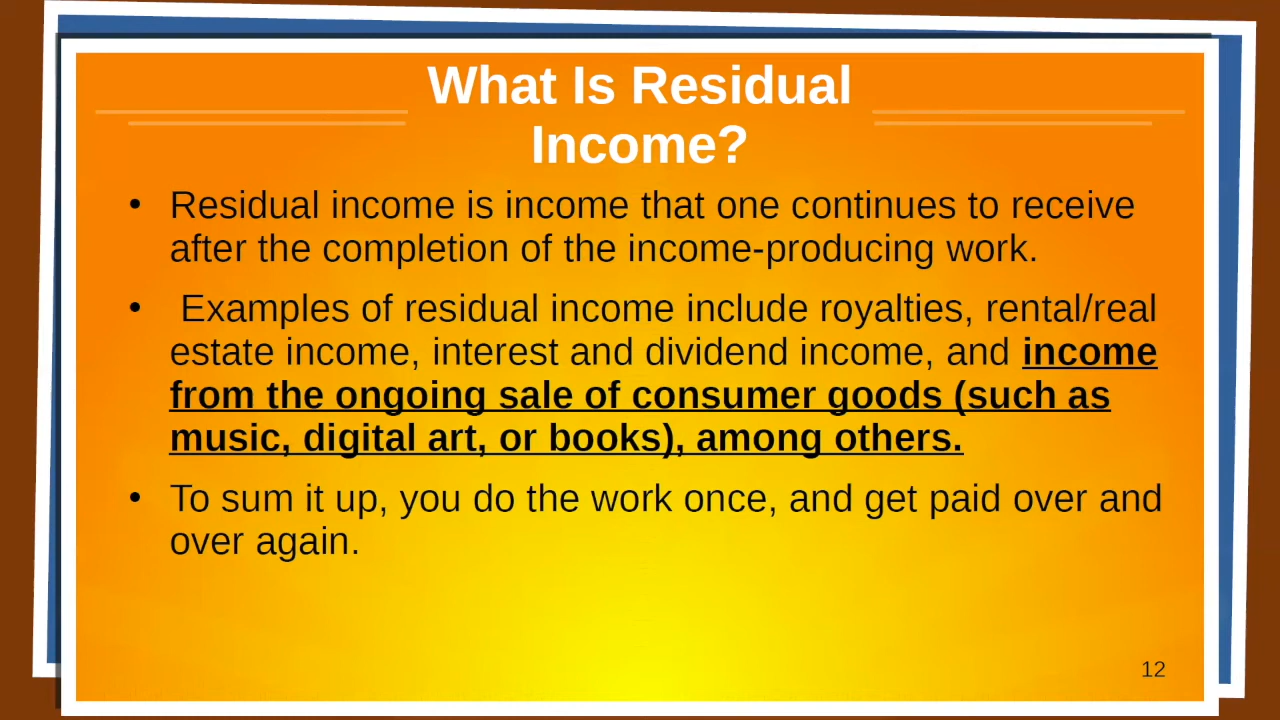 What Is Residual
Income?
• Residual income is income that one continues to receive
after the completion of the income-producing work.
• Examples of residual income include royalties, rental/real
estate income, interest and dividend income, and income
from the ongoing sale of consumer goods (such as
music, digital art, or books), among others.
• To sum it up, you do the work once, and get paid over and
over again.
12